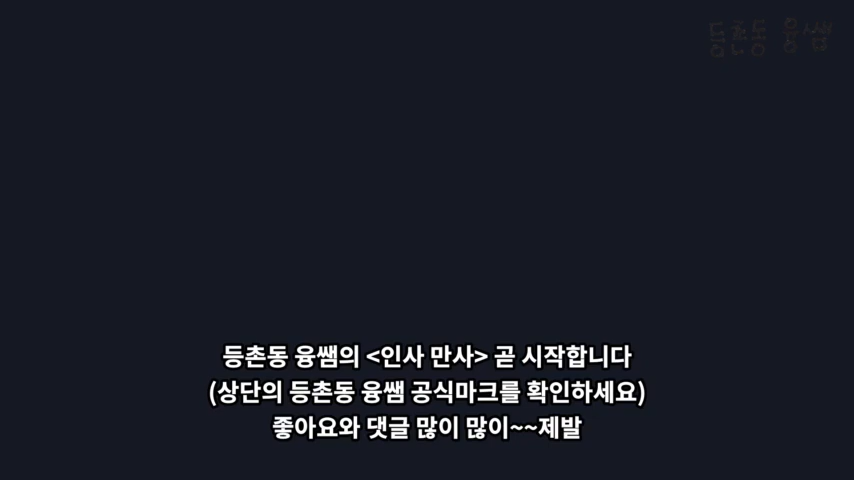 등촌동 융쌤
등촌동 융쌤의 <인사 만사> 곧 시작합니다
(상단의 등촌동 융쌤 공식마크를 확인하세요)
좋아요와 댓글 많이 많이~~제발